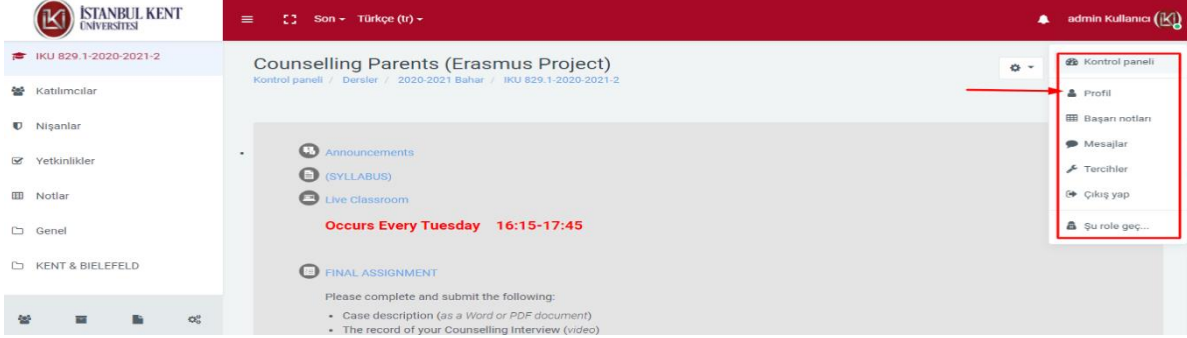 İSTANBUL KENT
ÜNİVERSİTESİ
Son Türkçe (tr)
admin Kullanıcı
IKU 829.1-2020-2021-2
Katılımcılar
Nişanlar
Yetkinlikler
Notlar
Genel
KENT & BIELEFELD
Counselling Parents (Erasmus Project)
Kontrol paneli / Dersler / 2020-2021 Bahar / IKU 829.1-2020-2021-2
Announcements
(SYLLABUS)
Live Classroom
Occurs Every Tuesday 16:15-17:45
FINAL ASSIGNMENT
Please complete and submit the following:
• Case description (as a Word or PDF document)
• The record of your Counselling Interview (video)
Kontrol paneli
Profil
Başarı notları
Mesajlar
Tercihler
Çıkış yap
Şu role geç...